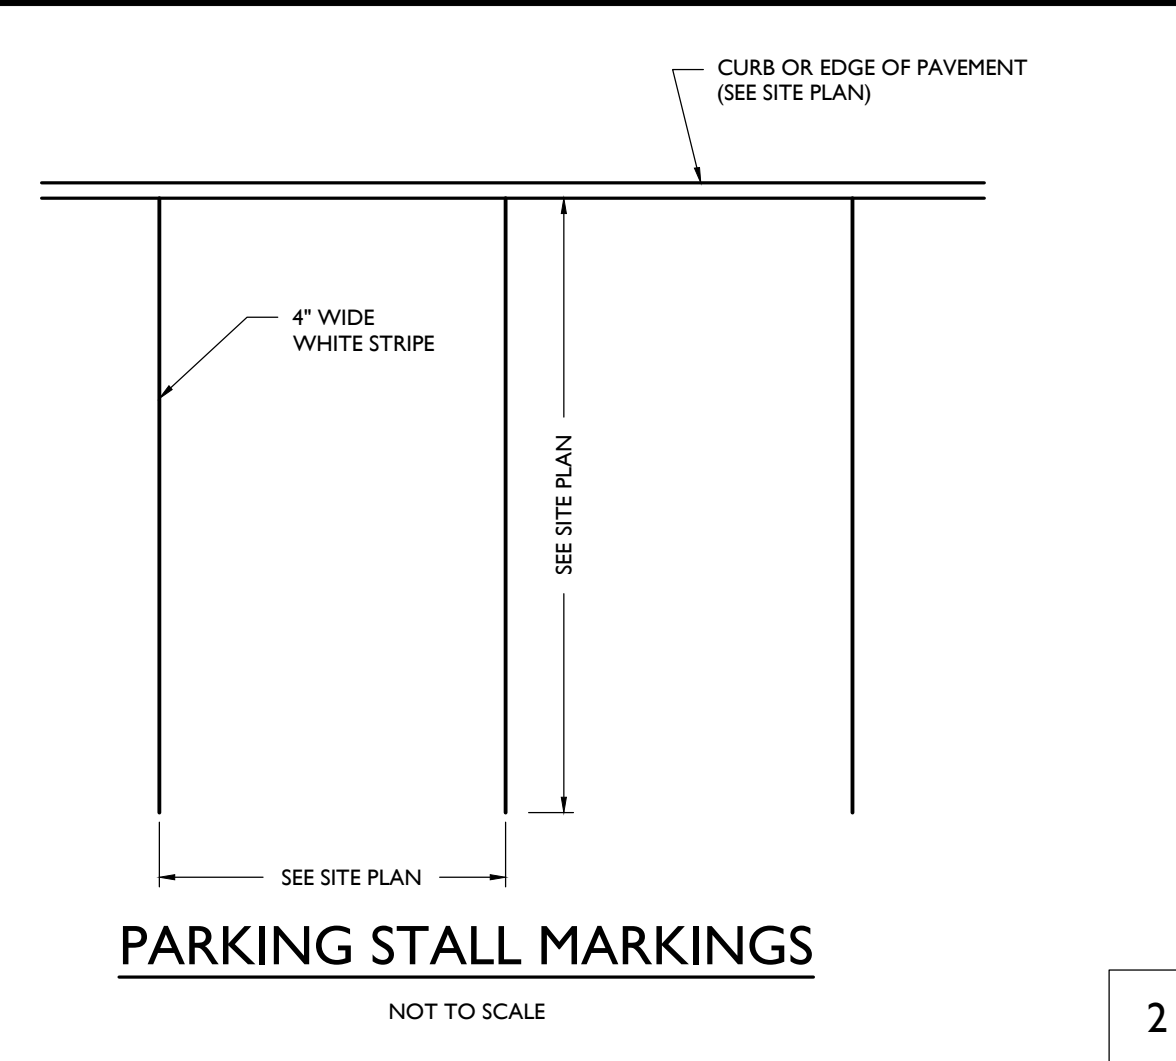 CURB OR EDGE OF PAVEMENT
(SEE SITE PLAN)
4" WIDE
WHITE STRIPE
SEE SITE PLAN
SEE SITE PLAN
PARKING STALL MARKINGS
NOT TO SCALE
2